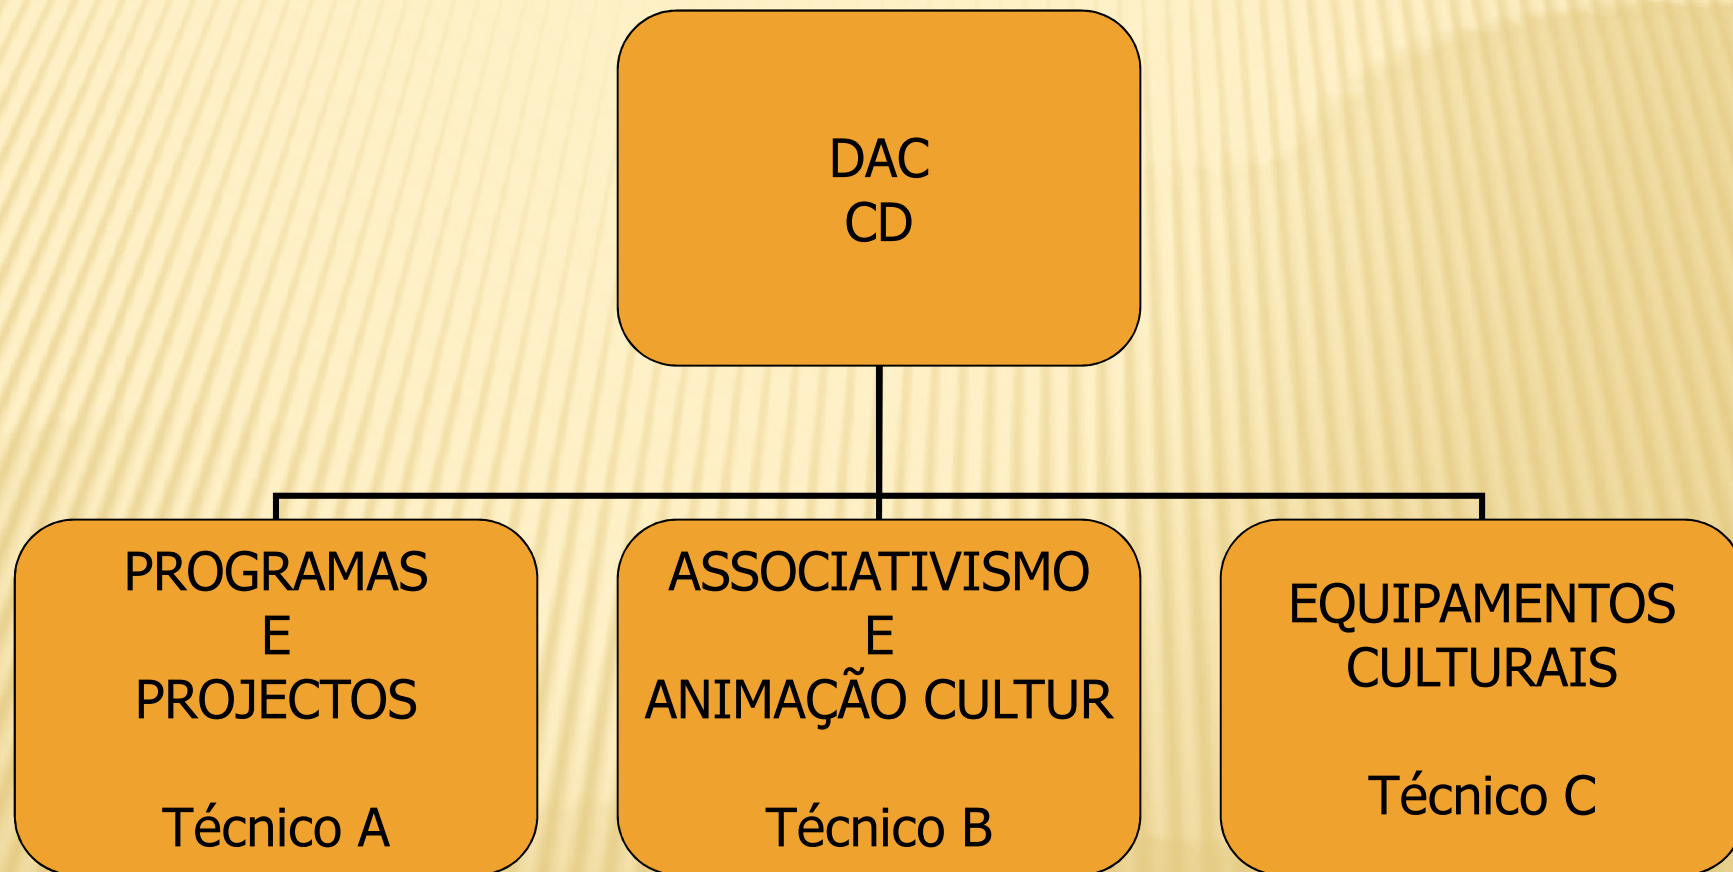 DAC
CD
PROGRAMAS
E
PROJECTOS
Técnico A
ASSOCIATIVISMO
E
ANIMAÇÃO CULTUR
Técnico B
EQUIPAMENTOS
CULTURAIS
Técnico C